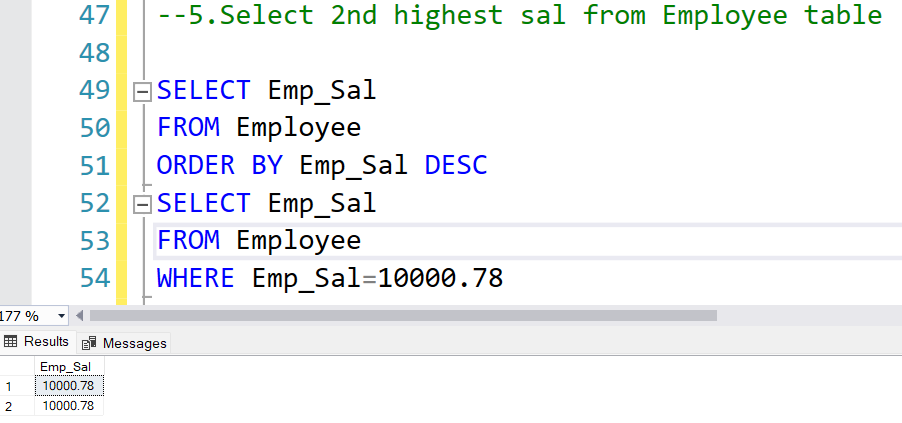 47 --5.Select 2nd highest sal from Employee table
48
49 SELECT Emp_Sal
50 FROM Employee
51 ORDER BY Emp_Sal DESC
52 SELECT Emp_Sal
53 FROM Employee
54 WHERE Emp_Sal=10000.78
177 %
Results Messages
Emp_Sal
1 10000.78
2 10000.78